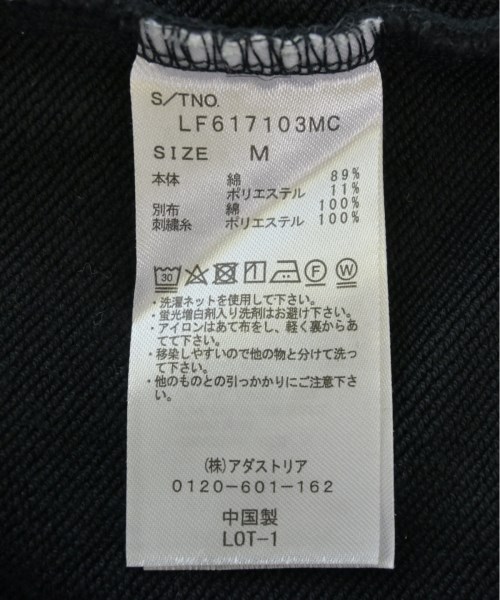 S/TNO.
LF617103MC
SIZE M
本体 綿 89%
ポリエステル 11%
別布 綿 100%
刺繍糸 ポリエステル 100%
30 F W
・洗濯ネットを使用して下さい。
・蛍光増白剤入り洗剤はお避け下さい。
・アイロンはあて布をし、軽く裏からあ
てて下さい。
・移染しやすいので他の物と分けて洗っ
て下さい。
・他のものとの引っかかりにご注意下さ
い。
(株)アダストリア
0120-601-162
中国製
LOT-1